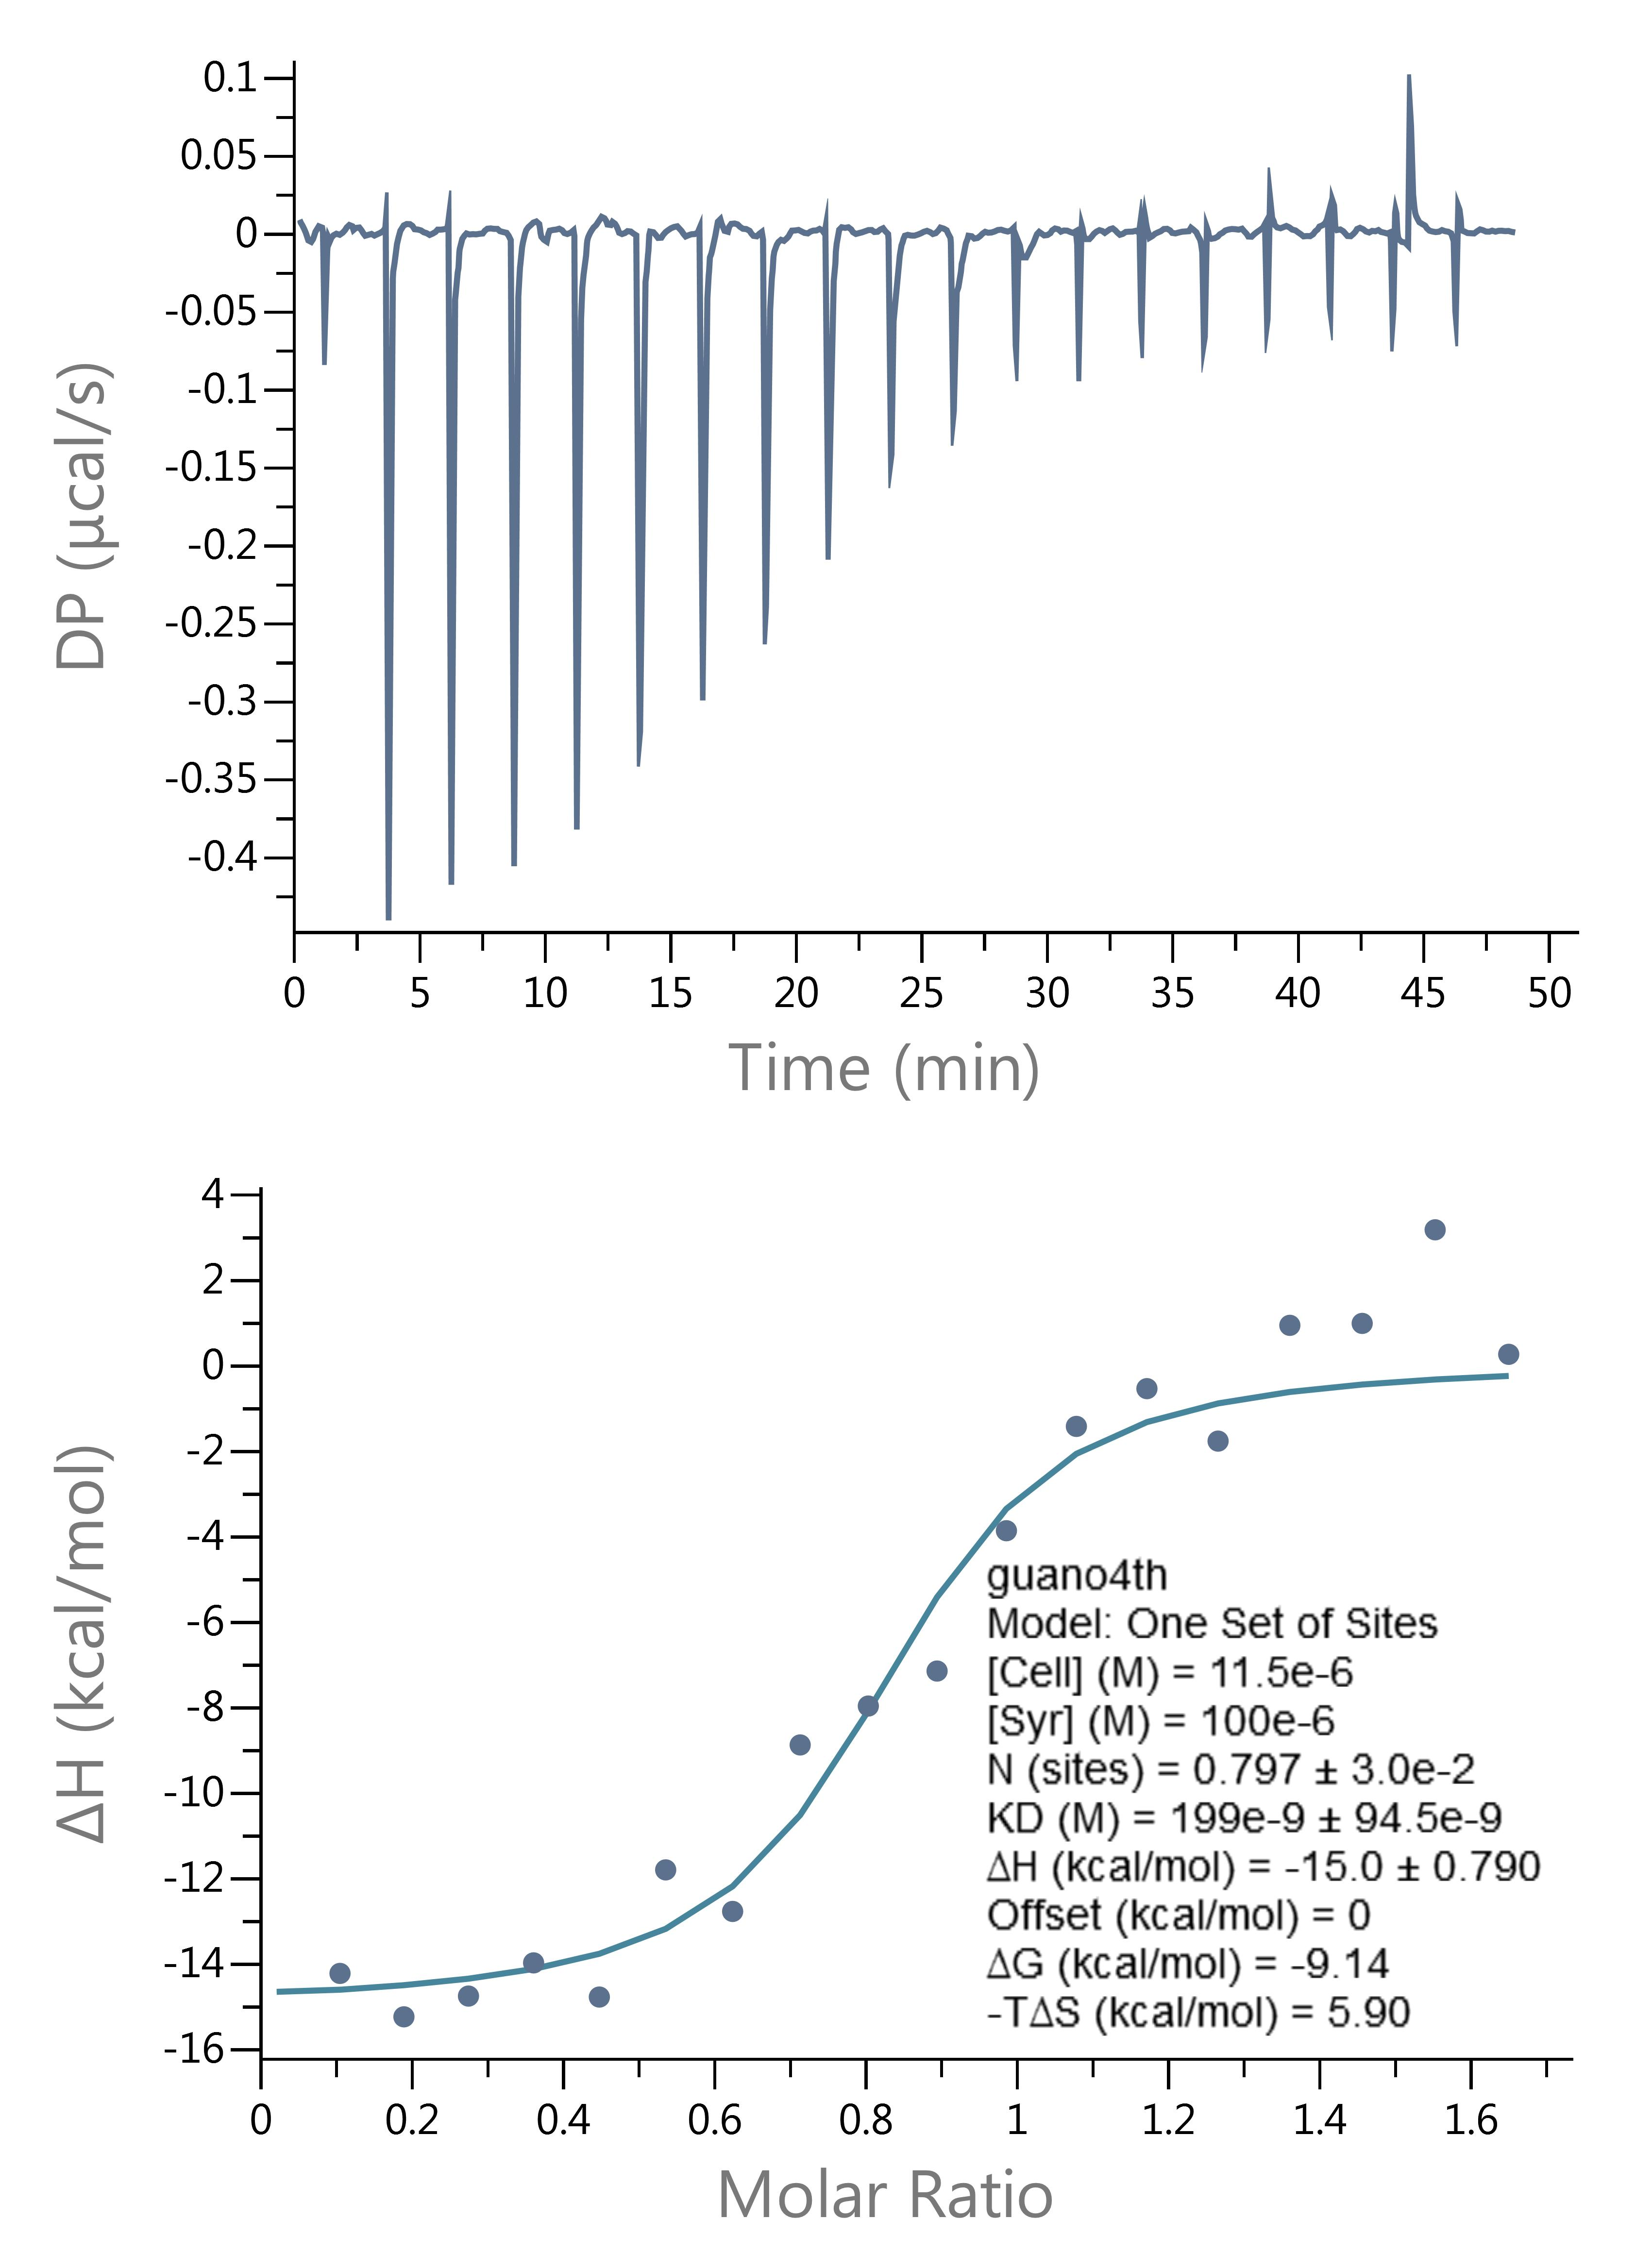 0.1
0.05
0
-0.05
-0.1
-0.15
-0.2
-0.25
-0.3
-0.35
-0.4
DP (µcal/s)
0 5 10 15 20 25 30 35 40 45 50
Time (min)
4
2
0
-2
-4
-6
-8
-10
-12
-14
-16
ΔH (kcal/mol)
guano4th
Model: One Set of Sites
[Cell] (M) = 11.5e-6
[Syr] (M) = 100e-6
N (sites) = 0.797 ± 3.0e-2
KD (M) = 199e-9 ± 94.5e-9
ΔH (kcal/mol) = -15.0 ± 0.790
Offset (kcal/mol) = 0
ΔG (kcal/mol) = -9.14
-TΔS (kcal/mol) = 5.90
0 0.2 0.4 0.6 0.8 1 1.2 1.4 1.6
Molar Ratio